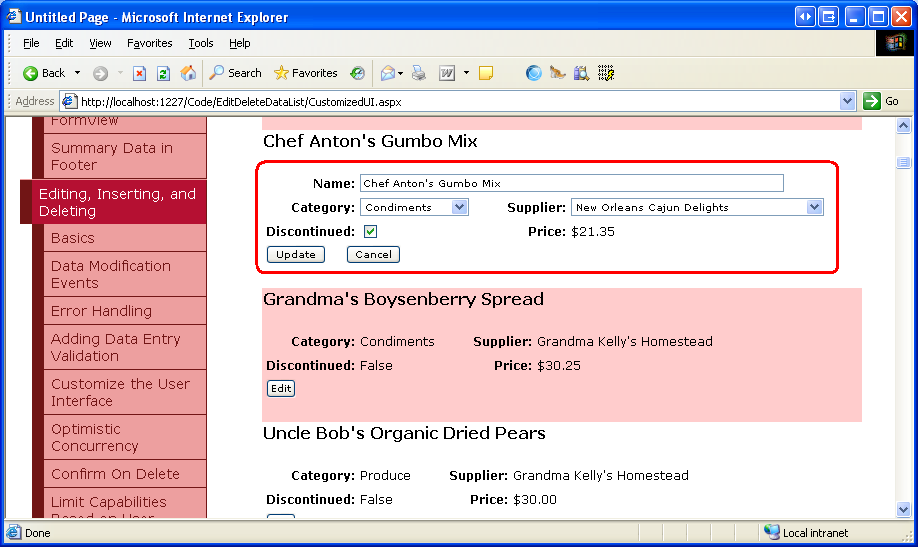 Untitled Page - Microsoft Internet Explorer
File Edit View Favorites Tools Help
Back Search Favorites W
Address http://localhost:1227/Code/EditDeleteDataList/CustomizedUI.aspx Go
FormView
Summary Data in
Footer
Editing, Inserting, and
Deleting
Basics
Data Modification
Events
Error Handling
Adding Data Entry
Validation
Customize the User
Interface
Optimistic
Concurrency
Confirm On Delete
Limit Capabilities
Based on User
Chef Anton's Gumbo Mix
Name: Chef Anton's Gumbo Mix
Category: Condiments Supplier: New Orleans Cajun Delights
Discontinued: Price: $21.35
Update Cancel
Grandma's Boysenberry Spread
Category: Condiments Supplier: Grandma Kelly's Homestead
Discontinued: False Price: $30.25
Edit
Uncle Bob's Organic Dried Pears
Category: Produce Supplier: Grandma Kelly's Homestead
Discontinued: False Price: $30.00
Done Local intranet